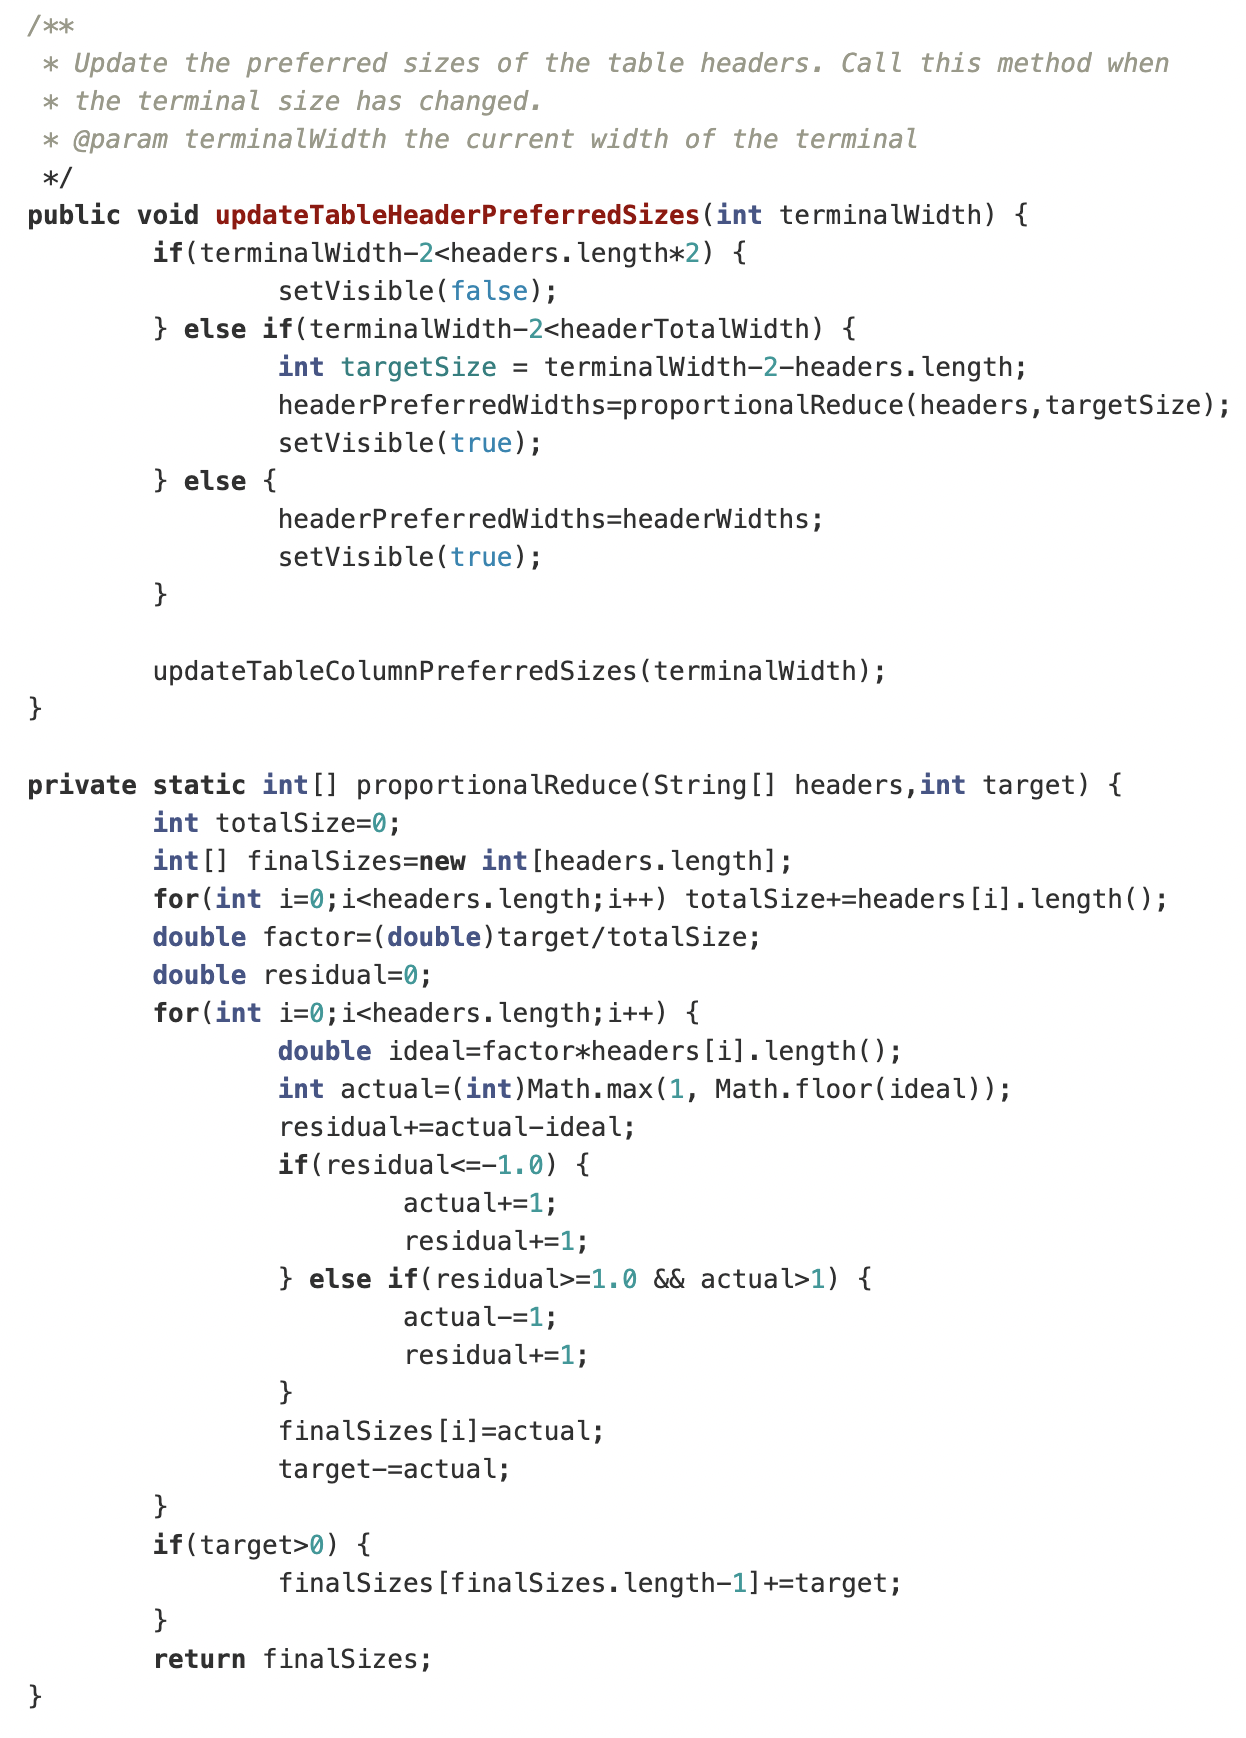 /**
 * Update the preferred sizes of the table headers. Call this method when
 * the terminal size has changed.
 * @param terminalWidth the current width of the terminal
 */
public void updateTableHeaderPreferredSizes(int terminalWidth) {
        if(terminalWidth-2<headers.length*2) {
                setVisible(false);
        } else if(terminalWidth-2<headerTotalWidth) {
                int targetSize = terminalWidth-2-headers.length;
                headerPreferredWidths=proportionalReduce(headers,targetSize);
                setVisible(true);
        } else {
                headerPreferredWidths=headerWidths;
                setVisible(true);
        }

        updateTableColumnPreferredSizes(terminalWidth);
}

private static int[] proportionalReduce(String[] headers,int target) {
        int totalSize=0;
        int[] finalSizes=new int[headers.length];
        for(int i=0;i<headers.length;i++) totalSize+=headers[i].length();
        double factor=(double)target/totalSize;
        double residual=0;
        for(int i=0;i<headers.length;i++) {
                double ideal=factor*headers[i].length();
                int actual=(int)Math.max(1, Math.floor(ideal));
                residual+=actual-ideal;
                if(residual<=-1.0) {
                        actual+=1;
                        residual+=1;
                } else if(residual>=1.0 && actual>1) {
                        actual-=1;
                        residual+=1;
                }
                finalSizes[i]=actual;
                target-=actual;
        }
        if(target>0) {
                finalSizes[finalSizes.length-1]+=target;
        }
        return finalSizes;
}